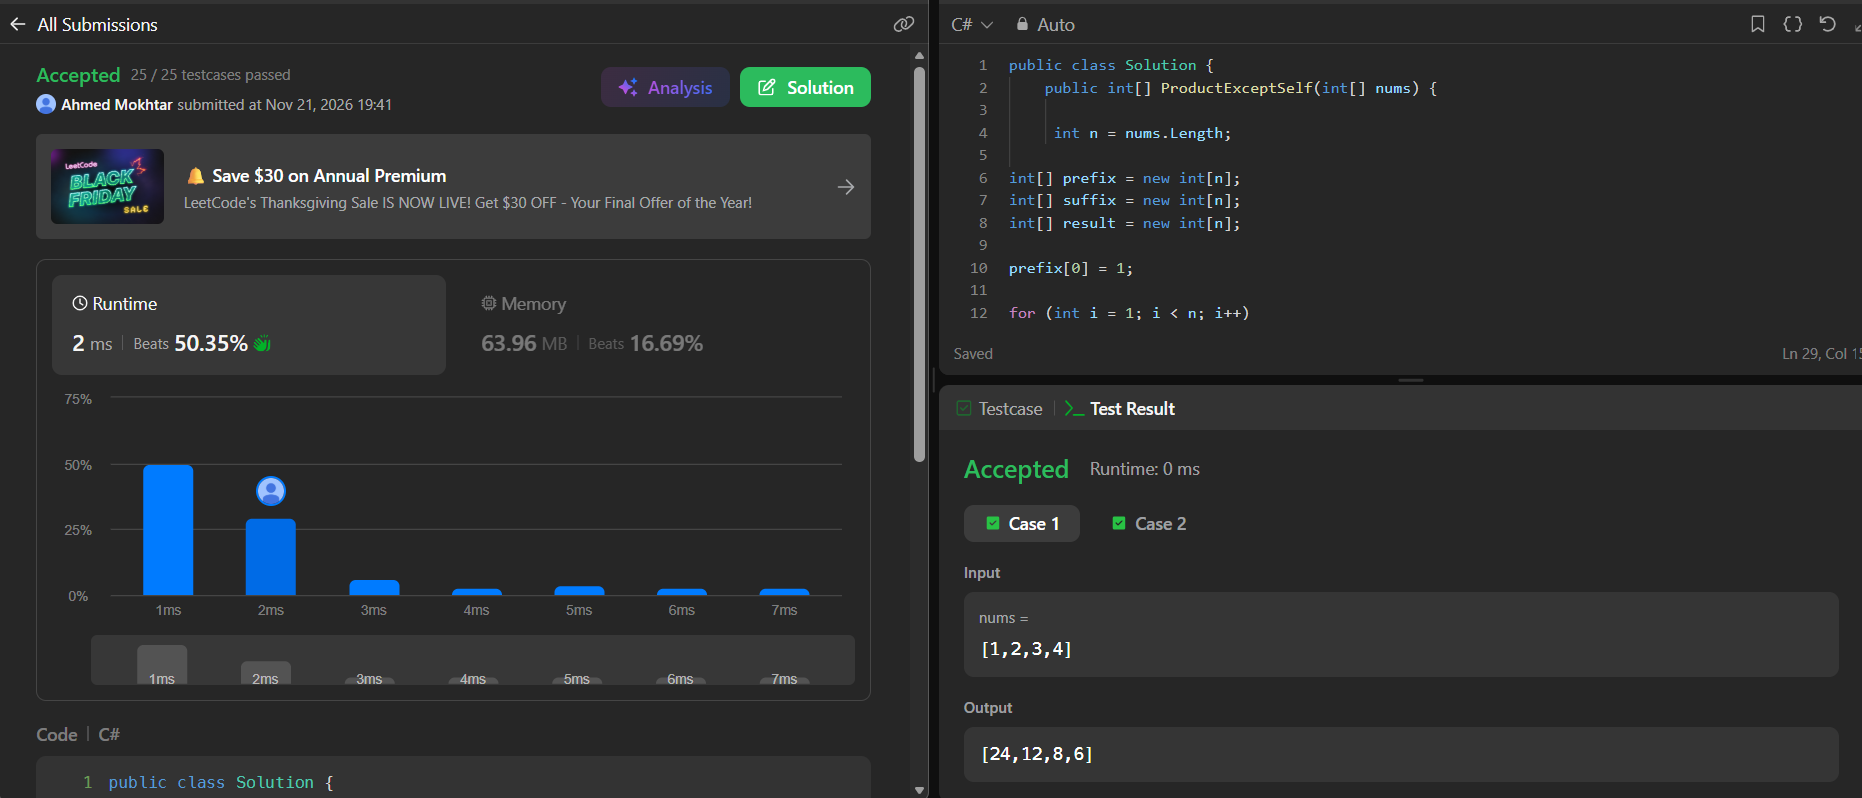 All Submissions
Accepted 25 / 25 testcases passed
Ahmed Mokhtar submitted at Nov 21, 2026 19:41
Analysis
Solution
LeetCode
BLACK
FRIDAY
SALE
Save $30 on Annual Premium
LeetCode's Thanksgiving Sale IS NOW LIVE! Get $30 OFF - Your Final Offer of the Year!
Runtime
2 ms | Beats 50.35%
Memory
63.96 MB | Beats 16.69%
75%
50%
25%
0%
1ms 2ms 3ms 4ms 5ms 6ms 7ms
1ms 2ms 3ms 4ms 5ms 6ms 7ms
Code | C#
1 public class Solution {
C# Auto
1 public class Solution {
2 public int[] ProductExceptSelf(int[] nums) {
3
4 int n = nums.Length;
5
6 int[] prefix = new int[n];
7 int[] suffix = new int[n];
8 int[] result = new int[n];
9
10 prefix[0] = 1;
11
12 for (int i = 1; i < n; i++)
Saved
Ln 29, Col 15
Testcase | Test Result
Accepted Runtime: 0 ms
Case 1 Case 2
Input
nums =
[1,2,3,4]
Output
[24,12,8,6]